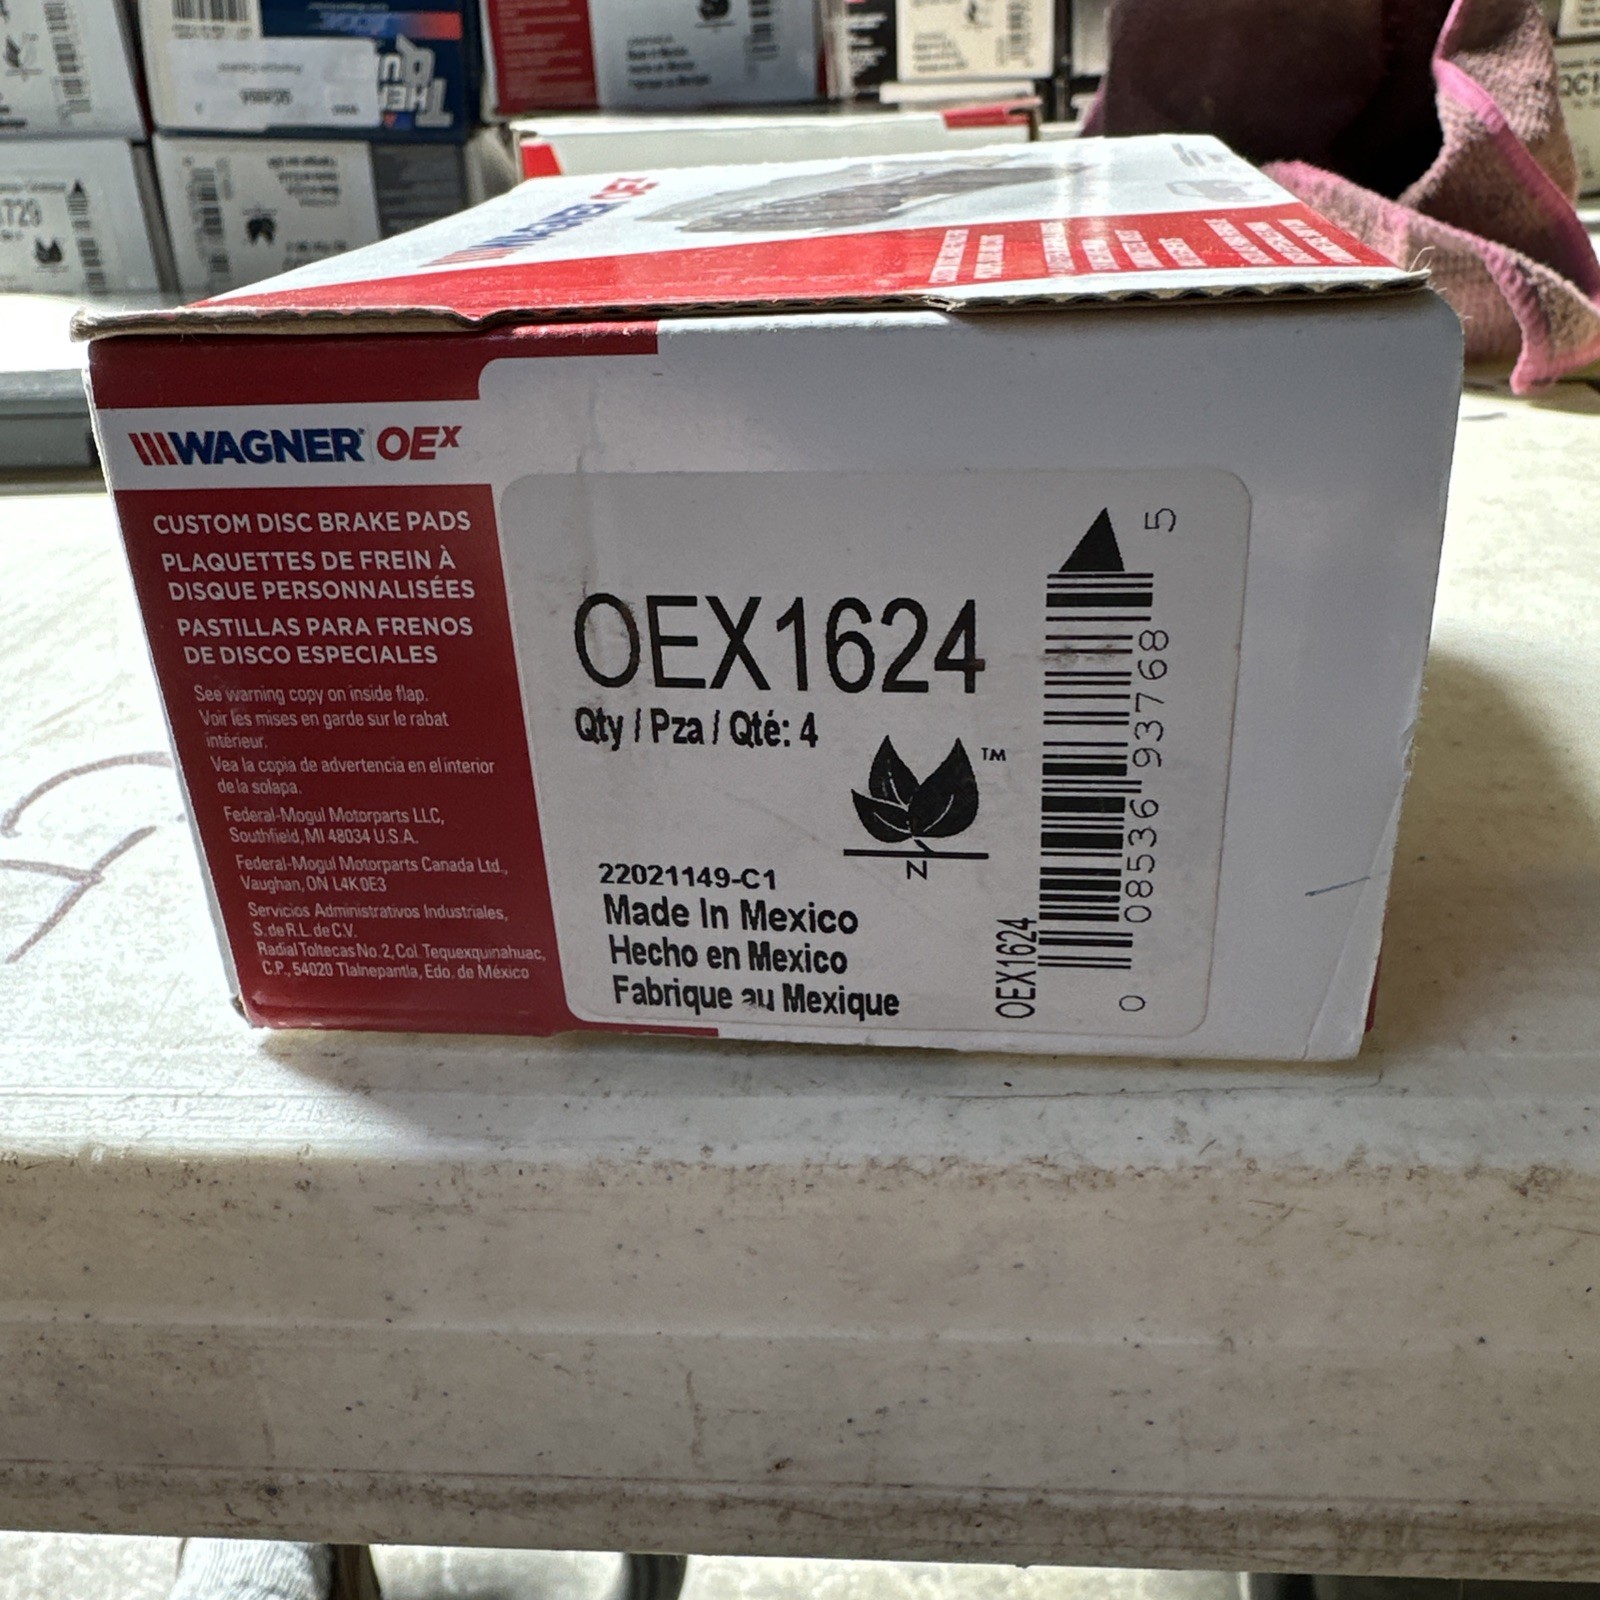 WAGNER OEX
CUSTOM DISC BRAKE PADS
PLAQUETTES DE FREIN À
DISQUE PERSONNALISÉES
PASTILLAS PARA FRENOS
DE DISCO ESPECIALES
See warning copy on inside flap.
Voir les mises en garde sur le rabat
intérieur.
Vea la copia de advertencia en el interior
de la solapa.
Federal-Mogul Motorparts LLC,
Southfield, MI 48034 U.S.A.
Federal-Mogul Motorparts Canada Ltd.,
Vaughan, ON L4K 0E3
Servicios Administrativos Industriales,
S. de R.L. de C.V.
Radial Toltecas No. 2, Col. Tequexquinahuac,
C.P., 54020 Tlalnepantla, Edo. de México
OEX1624
Qty / Pza / Qté: 4
TM
N
22021149-C1
Made In Mexico
Hecho en Mexico
Fabrique au Mexique
OEX1624
0 08536 93768 5
WAGNER OEX